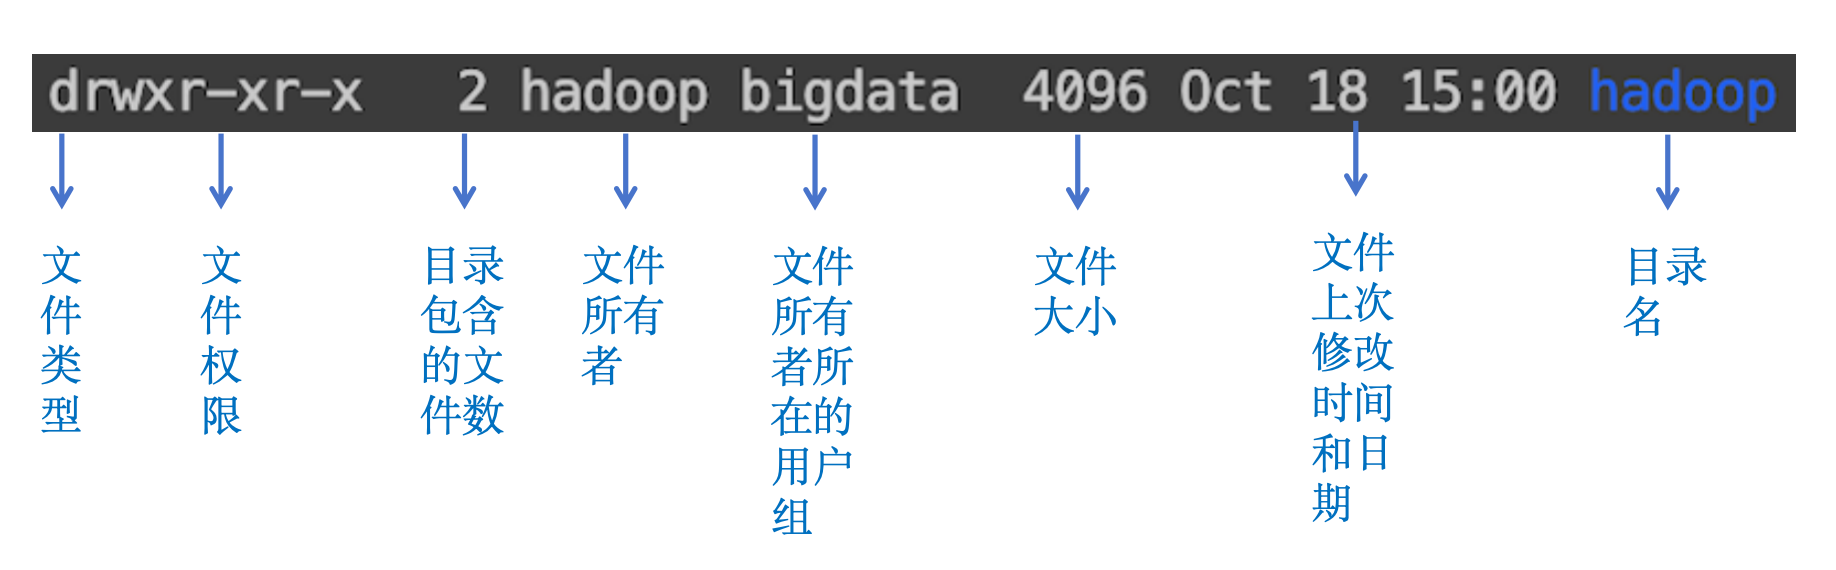 drwxr-xr-x 2 hadoop bigdata 4096 Oct 18 15:00 hadoop
文
件
类
型
文
件
权
限
目录
包含
的文
件数
文件
所有
者
文件
所有
者所
在的
用户
组
文件
大小
文件
上次
修改
时间
和日
期
目录
名